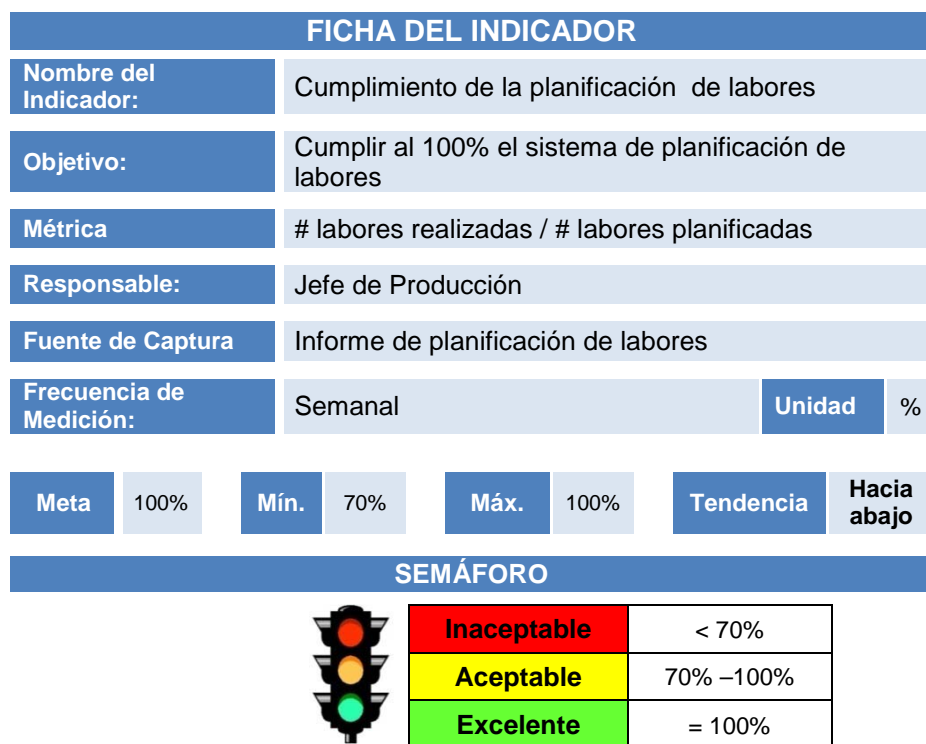 FICHA DEL INDICADOR
Nombre del
Indicador:
Cumplimiento de la planificación  de labores
Objetivo:
Cumplir al 100% el sistema de planificación de
labores
Métrica
# labores realizadas / # labores planificadas
Responsable:
Jefe de Producción
Fuente de Captura
Informe de planificación de labores
Frecuencia de
Medición:
Semanal
Unidad
%
Meta
100%
Mín.
70%
Máx.
100%
Tendencia
Hacia
abajo
SEMÁFORO
Inaceptable
< 70%
Aceptable
70% –100%
Excelente
= 100%